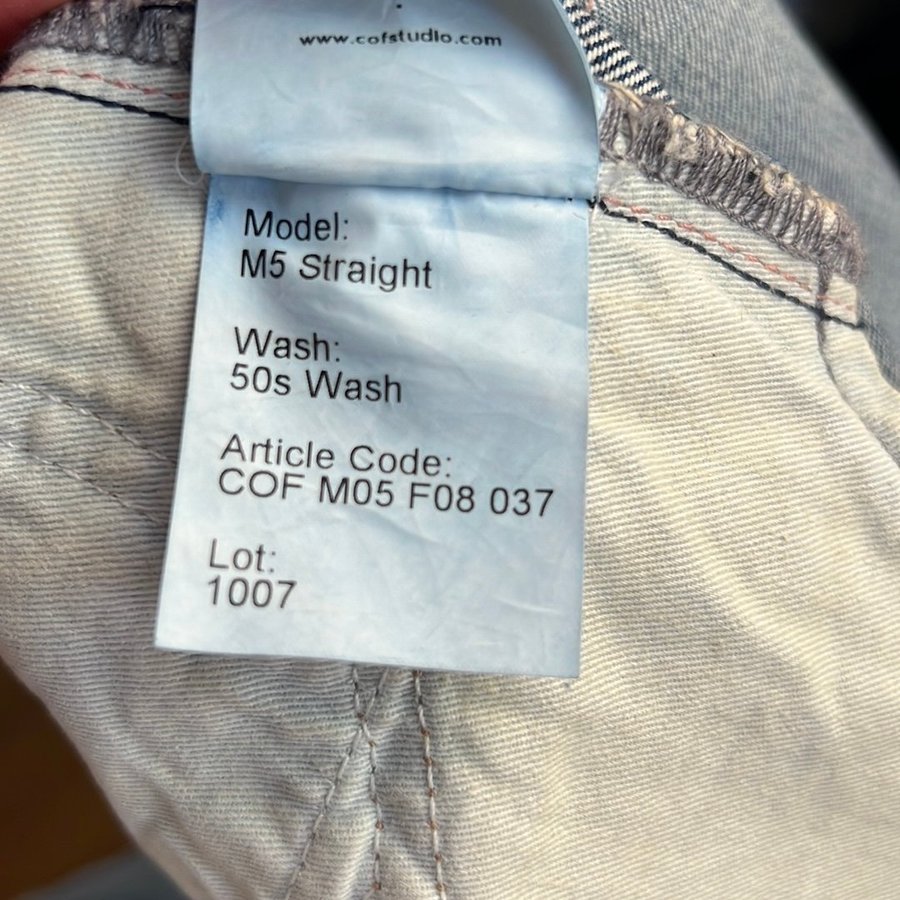 www.cofstudio.com
Model:
M5 Straight
Wash:
50s Wash
Article Code:
COF M05 F08 037
Lot:
1007